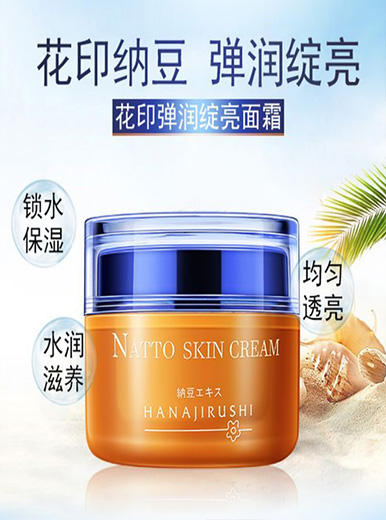 花印纳豆 弹润绽亮
花印弹润绽亮面霜
锁水
保湿
均匀
透亮
水润
滋养
NATTO SKIN CREAM
納豆エキス
HANAJIRUSHI